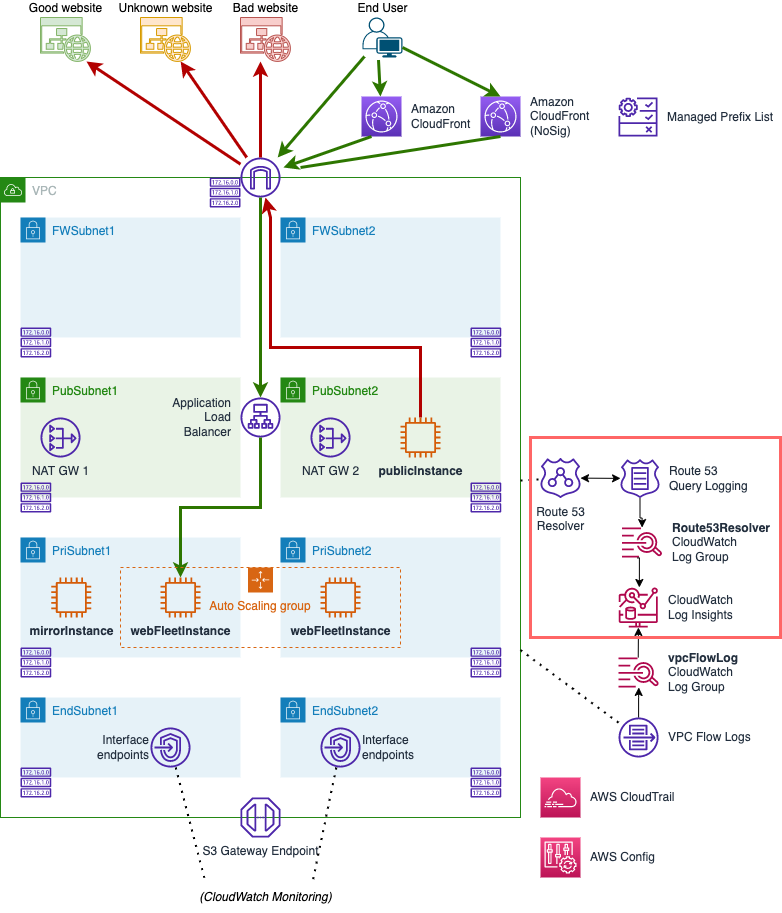 Good website
Unknown website
Bad website
End User
Amazon
CloudFront
Amazon
CloudFront
(NoSig)
Managed Prefix List
172.16.0.0
172.16.1.0
172.16.2.0
VPC
FWSubnet1
FWSubnet2
172.16.0.0
172.16.1.0
172.16.2.0
172.16.0.0
172.16.1.0
172.16.2.0
PubSubnet1
PubSubnet2
Application
Load
Balancer
NAT GW 1
NAT GW 2
publicInstance
172.16.0.0
172.16.1.0
172.16.2.0
172.16.0.0
172.16.1.0
172.16.2.0
Route 53
Resolver
Route 53
Query Logging
Route53Resolver
CloudWatch
Log Group
CloudWatch
Log Insights
PriSubnet1
PriSubnet2
Auto Scaling group
mirrorInstance
webFleetInstance
webFleetInstance
172.16.0.0
172.16.1.0
172.16.2.0
172.16.0.0
172.16.1.0
172.16.2.0
vpcFlowLog
CloudWatch
Log Group
VPC Flow Logs
EndSubnet1
EndSubnet2
Interface
endpoints
Interface
endpoints
172.16.0.0
172.16.1.0
172.16.2.0
172.16.0.0
172.16.1.0
172.16.2.0
AWS CloudTrail
S3 Gateway Endpoint
AWS Config
(CloudWatch Monitoring)